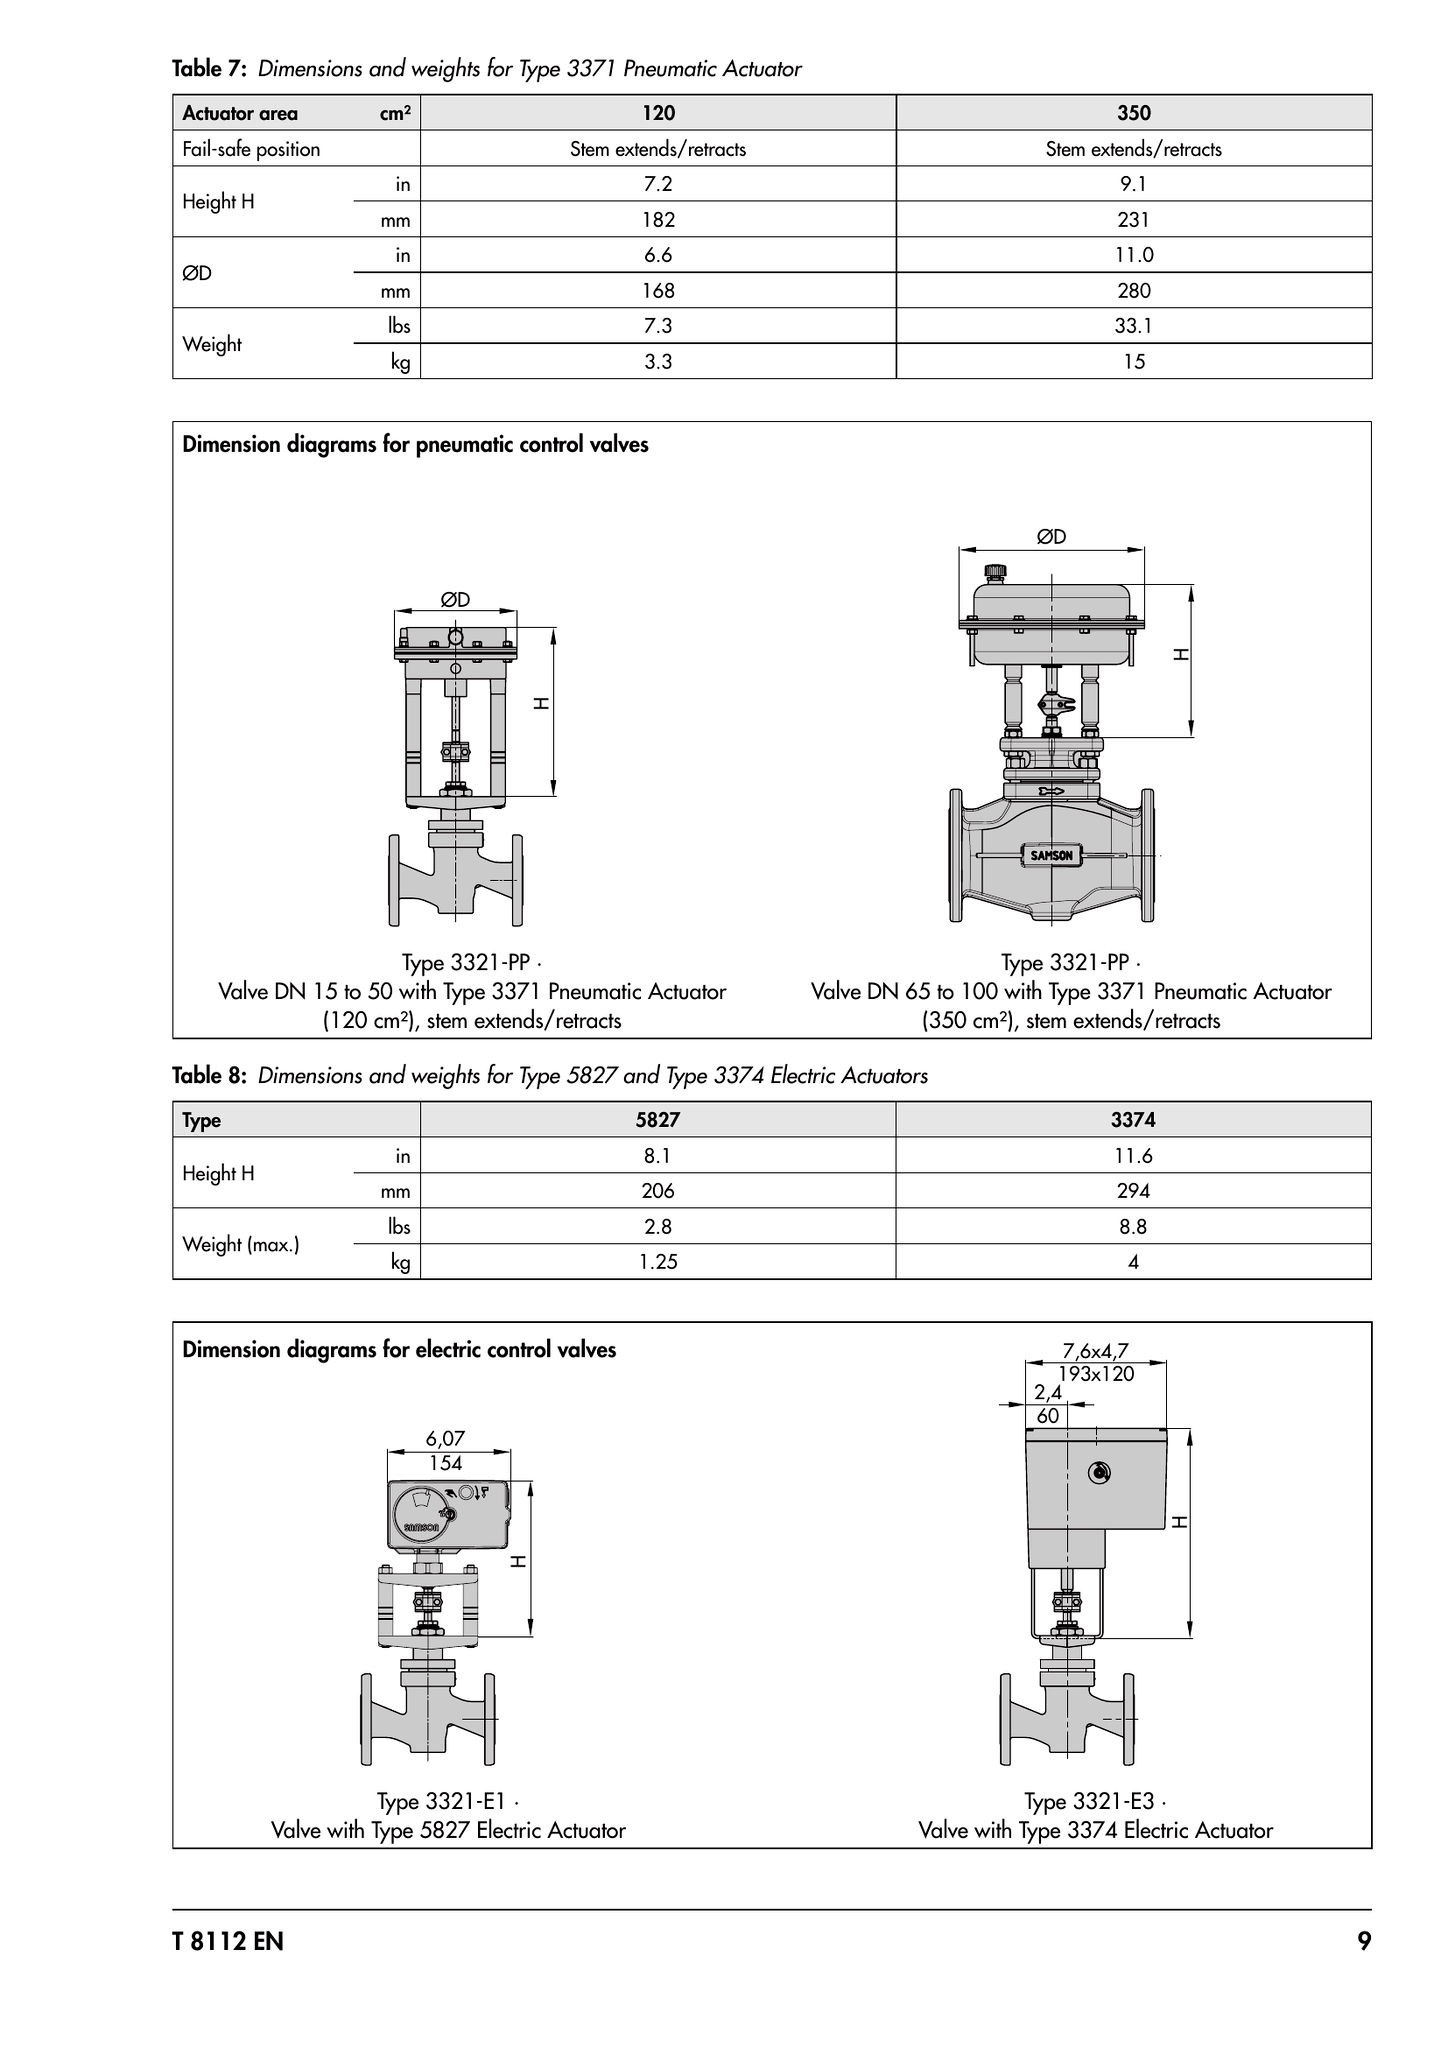 Table 7: Dimensions and weights for Type 3371 Pneumatic Actuator
Actuator area cm² 120 350
Fail-safe position Stem extends/retracts Stem extends/retracts
Height H in 7.2 9.1
mm 182 231
ØD in 6.6 11.0
mm 168 280
Weight lbs 7.3 33.1
kg 3.3 15
Dimension diagrams for pneumatic control valves
ØD
H
Type 3321-PP ·
Valve DN 15 to 50 with Type 3371 Pneumatic Actuator
(120 cm²), stem extends/retracts
ØD
H
SAMSON
Type 3321-PP ·
Valve DN 65 to 100 with Type 3371 Pneumatic Actuator
(350 cm²), stem extends/retracts
Table 8: Dimensions and weights for Type 5827 and Type 3374 Electric Actuators
Type 5827 3374
Height H in 8.1 11.6
mm 206 294
Weight (max.) lbs 2.8 8.8
kg 1.25 4
Dimension diagrams for electric control valves
6,07
154
SAMSON
H
Type 3321-E1 ·
Valve with Type 5827 Electric Actuator
7,6x4,7
193x120
2,4
60
H
Type 3321-E3 ·
Valve with Type 3374 Electric Actuator
T 8112 EN 9